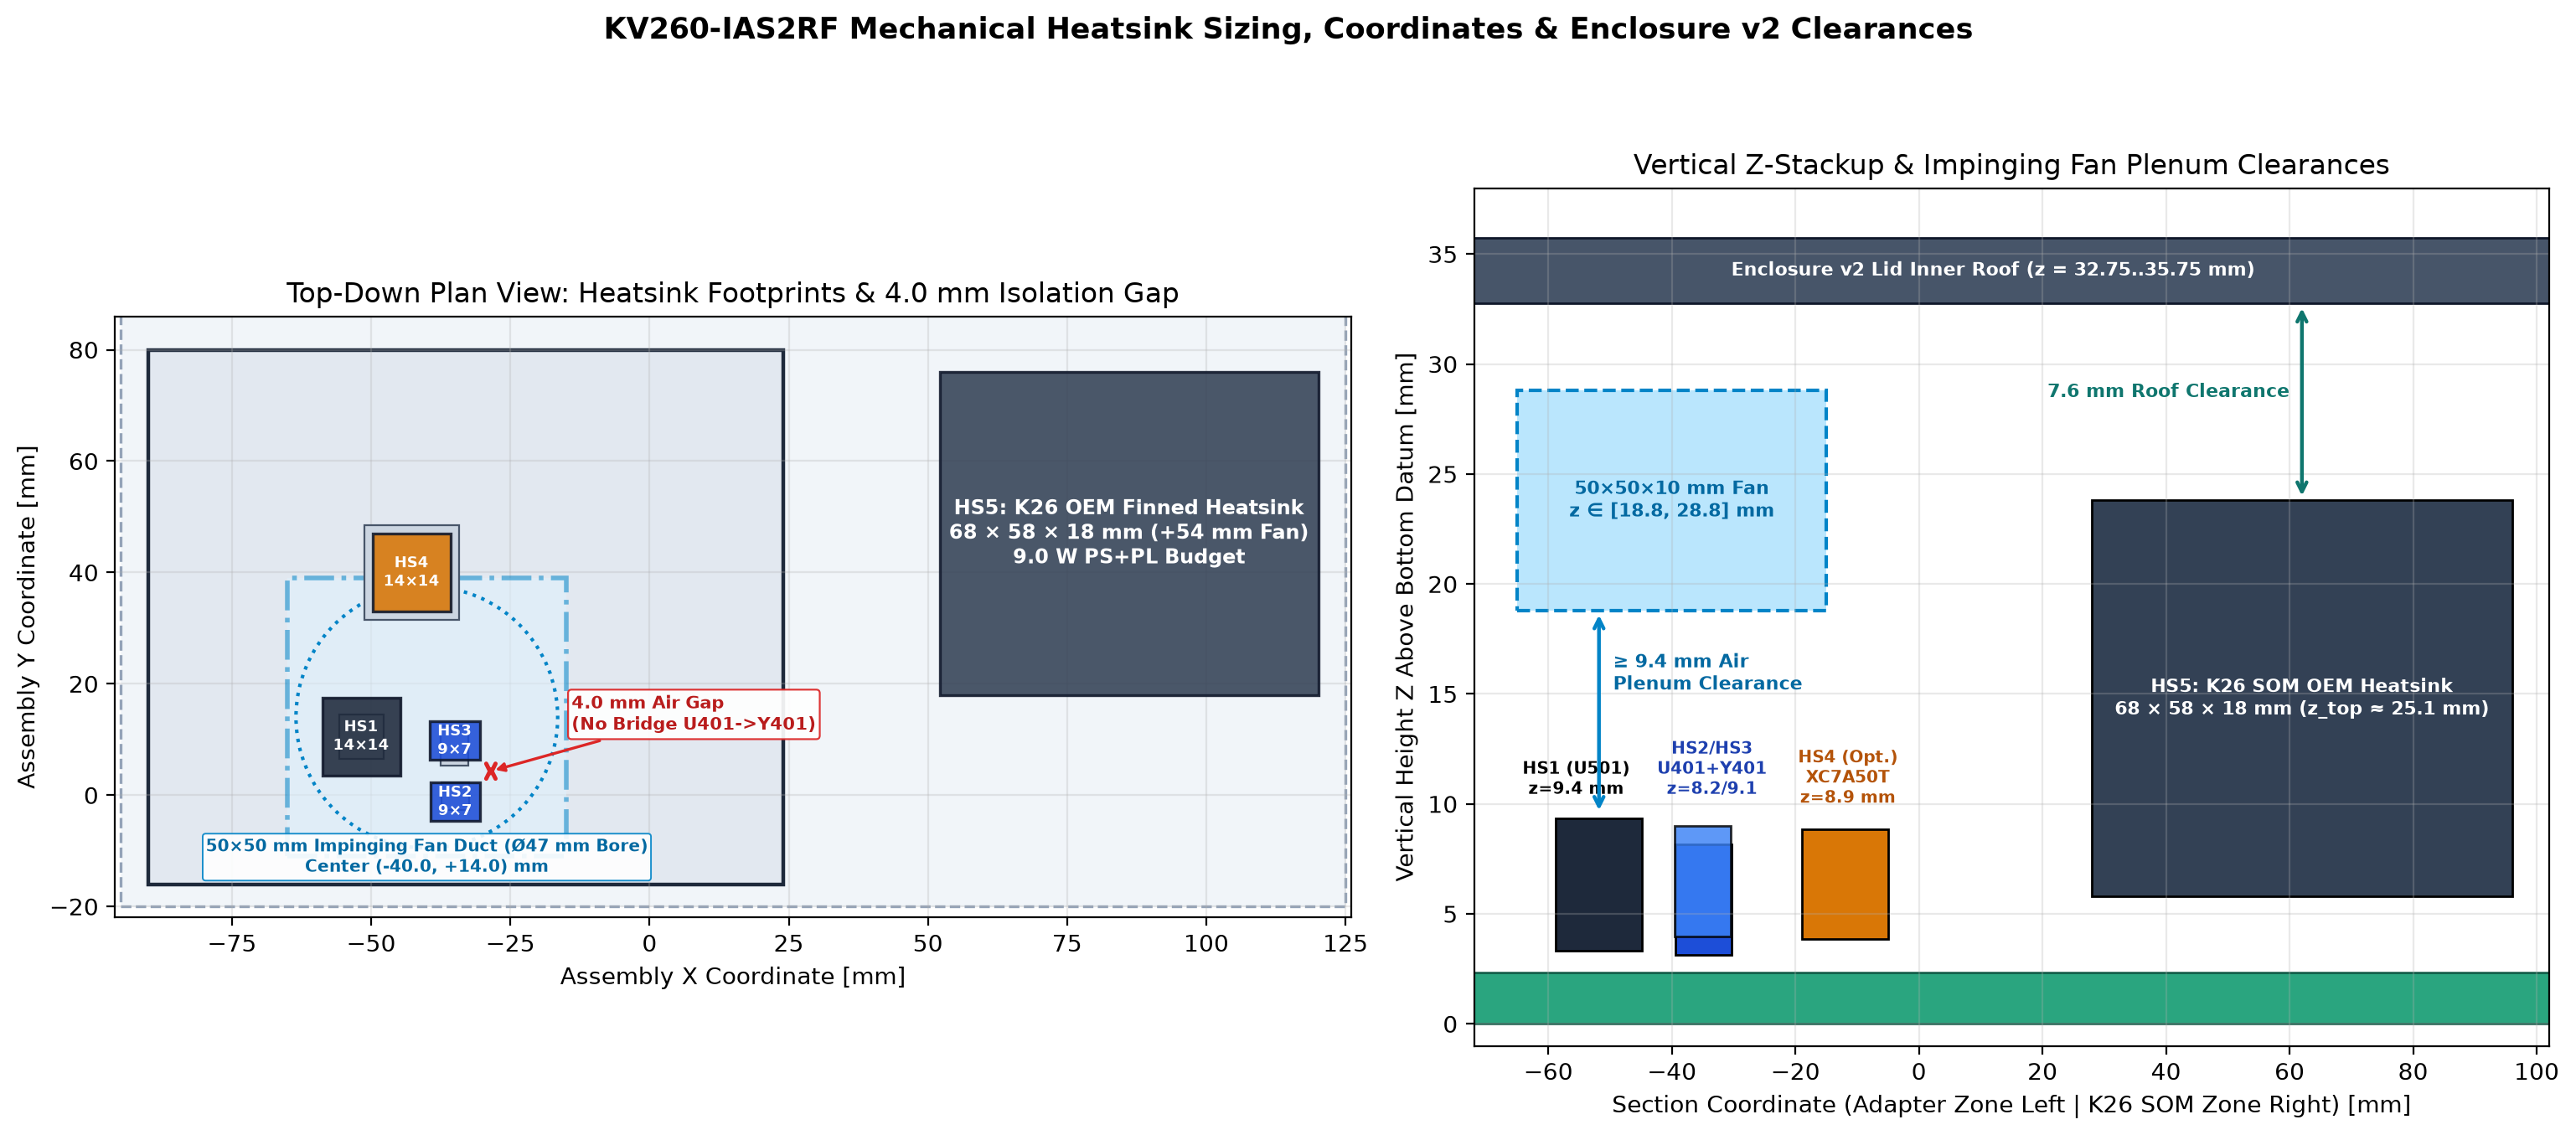 KV260-IAS2RF Mechanical Heatsink Sizing, Coordinates & Enclosure v2 Clearances
Top-Down Plan View: Heatsink Footprints & 4.0 mm Isolation Gap
Assembly Y Coordinate [mm]
80
60
40
20
0
−20
HS5: K26 OEM Finned Heatsink
68 × 58 × 18 mm (+54 mm Fan)
9.0 W PS+PL Budget
HS4
14×14
4.0 mm Air Gap
(No Bridge U401->Y401)
HS1
14×14
HS3
9×7
HS2
9×7
50×50 mm Impinging Fan Duct (Ø47 mm Bore)
Center (-40.0, +14.0) mm
−75
−50
−25
0
25
50
75
100
125
Assembly X Coordinate [mm]
Vertical Z-Stackup & Impinging Fan Plenum Clearances
Vertical Height Z Above Bottom Datum [mm]
35
30
25
20
15
10
5
0
Enclosure v2 Lid Inner Roof (z = 32.75..35.75 mm)
7.6 mm Roof Clearance
50×50×10 mm Fan
z ∈ [18.8, 28.8] mm
≥ 9.4 mm Air
Plenum Clearance
HS5: K26 SOM OEM Heatsink
68 × 58 × 18 mm (z_top ≈ 25.1 mm)
HS1 (U501)
z=9.4 mm
HS2/HS3
U401+Y401
z=8.2/9.1
HS4 (Opt.)
XC7A50T
z=8.9 mm
−60
−40
−20
0
20
40
60
80
100
Section Coordinate (Adapter Zone Left | K26 SOM Zone Right) [mm]